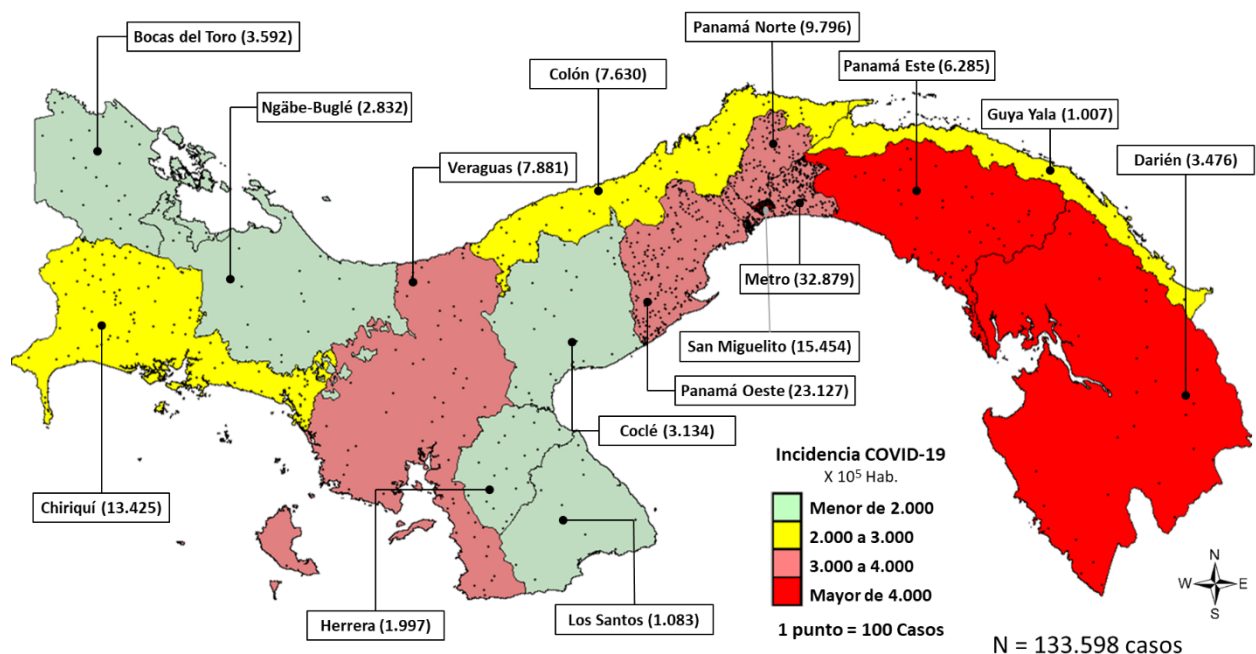 Panamá Norte (9.796)
Bocas del Toro (3.592)
Panamá Este (6.285)
Colón (7.630)
Ngäbe-Buglé (2.832)
Guya Yala (1.007)
Veraguas (7.881)
Darién (3.476)
Metro (32.879)
San Miguelito (15.454)
Panamá Oeste (23.127)
Coclé (3.134)
Chiriquí (13.425)
Herrera (1.997)
Los Santos (1.083)
Incidencia COVID-19
X 10⁵ Hab.
Menor de 2.000
2.000 a 3.000
3.000 a 4.000
Mayor de 4.000
1 punto = 100 Casos
N
W E
S
N = 133.598 casos